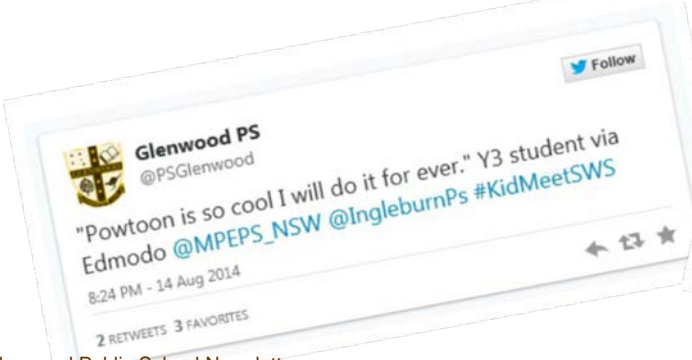 Follow
Glenwood PS
@PSGlenwood
"Powtoon is so cool I will do it for ever." Y3 student via
Edmodo @MPEPS_NSW @IngleburnPs #KidMeetSWS
8:24 PM - 14 Aug 2014
2 RETWEETS 3 FAVORITES